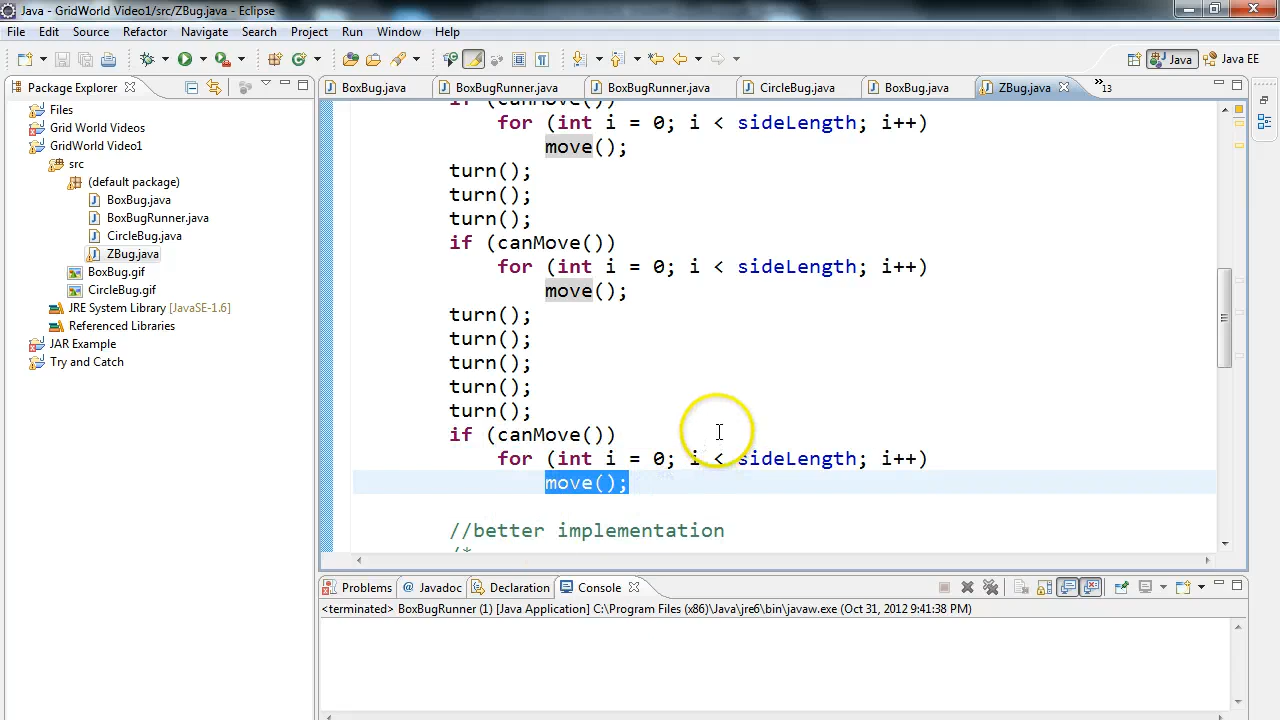 Java - GridWorld Video1/src/ZBug.java - Eclipse
File Edit Source Refactor Navigate Search Project Run Window Help
Java Java EE
Package Explorer
BoxBug.java BoxBugRunner.java BoxBugRunner.java CircleBug.java BoxBug.java ZBug.java »13
Files
Grid World Videos
GridWorld Video1
src
(default package)
BoxBug.java
BoxBugRunner.java
CircleBug.java
ZBug.java
BoxBug.gif
CircleBug.gif
JRE System Library [JavaSE-1.6]
Referenced Libraries
JAR Example
Try and Catch
if (canMove())
for (int i = 0; i < sideLength; i++)
move();
turn();
turn();
turn();
if (canMove())
for (int i = 0; i < sideLength; i++)
move();
turn();
turn();
turn();
turn();
turn();
if (canMove())
for (int i = 0; i < sideLength; i++)
move();
//better implementation
/*
Problems @ Javadoc Declaration Console
<terminated> BoxBugRunner (1) [Java Application] C:\Program Files (x86)\Java\jre6\bin\javaw.exe (Oct 31, 2012 9:41:38 PM)